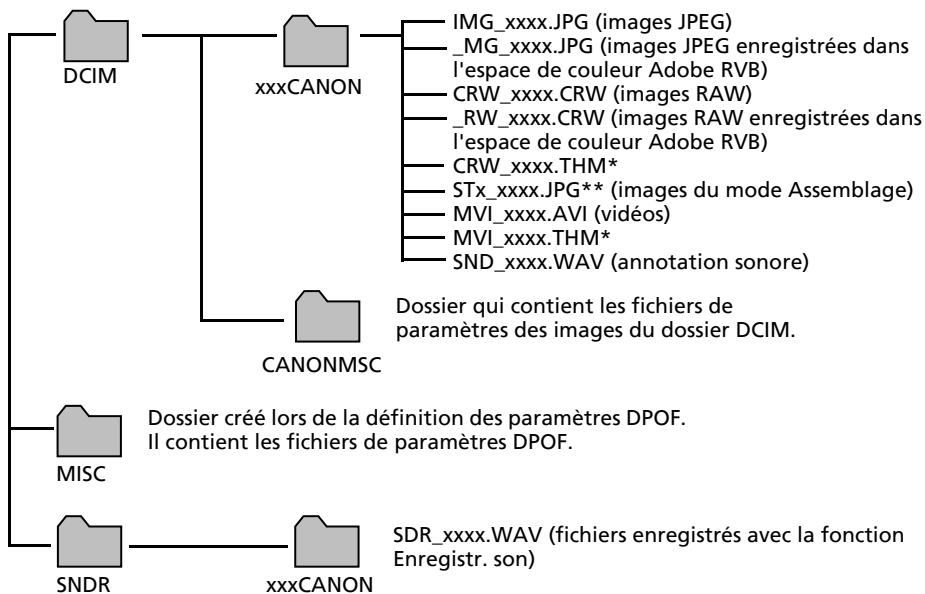 DCIM
xxxCANON
IMG_xxxx.JPG (images JPEG)
_MG_xxxx.JPG (images JPEG enregistrées dans
l'espace de couleur Adobe RVB)
CRW_xxxx.CRW (images RAW)
_RW_xxxx.CRW (images RAW enregistrées dans
l'espace de couleur Adobe RVB)
CRW_xxxx.THM*
STx_xxxx.JPG** (images du mode Assemblage)
MVI_xxxx.AVI (vidéos)
MVI_xxxx.THM*
SND_xxxx.WAV (annotation sonore)
CANONMSC
Dossier qui contient les fichiers de
paramètres des images du dossier DCIM.
MISC
Dossier créé lors de la définition des paramètres DPOF.
Il contient les fichiers de paramètres DPOF.
SNDR
xxxCANON
SDR_xxxx.WAV (fichiers enregistrés avec la fonction
Enregistr. son)